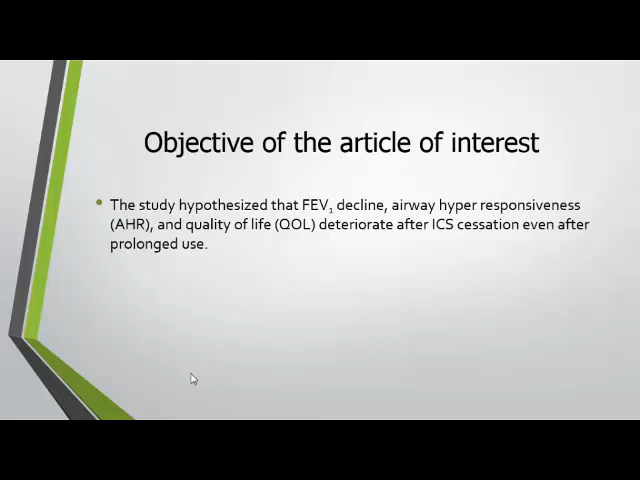 Objective of the article of interest
• The study hypothesized that FEV₁ decline, airway hyper responsiveness
(AHR), and quality of life (QOL) deteriorate after ICS cessation even after
prolonged use.